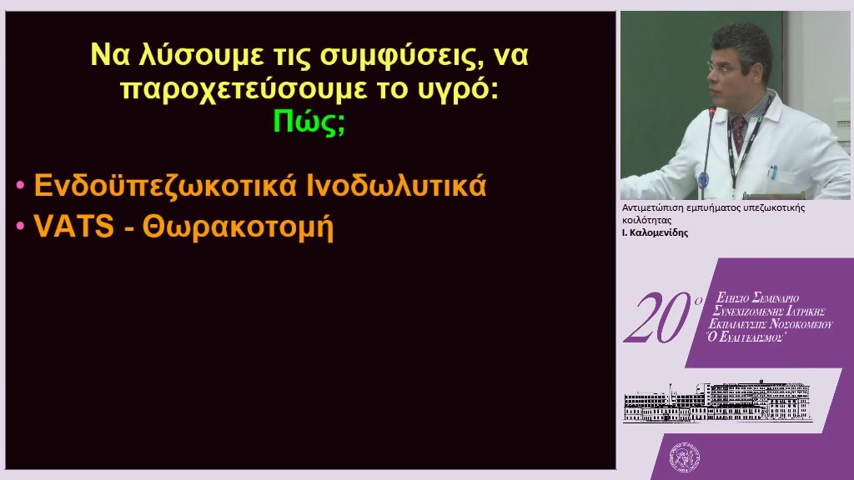 Να λύσουμε τις συμφύσεις, να
παροχετεύσουμε το υγρό:
Πώς;
• Ενδοϋπεζωκοτικά Ινοδωλυτικά
• VATS - Θωρακοτομή
Αντιμετώπιση εμπυήματος υπεζωκοτικής
κοιλότητας
Ι. Καλομενίδης
20ο
ΕΤΗΣΙΟ ΣΕΜΙΝΑΡΙΟ
ΣΥΝΕΧΙΖΟΜΕΝΗΣ ΙΑΤΡΙΚΗΣ
ΕΚΠΑΙΔΕΥΣΗΣ ΝΟΣΟΚΟΜΕΙΟΥ
"Ο ΕΥΑΓΓΕΛΙΣΜΟΣ"